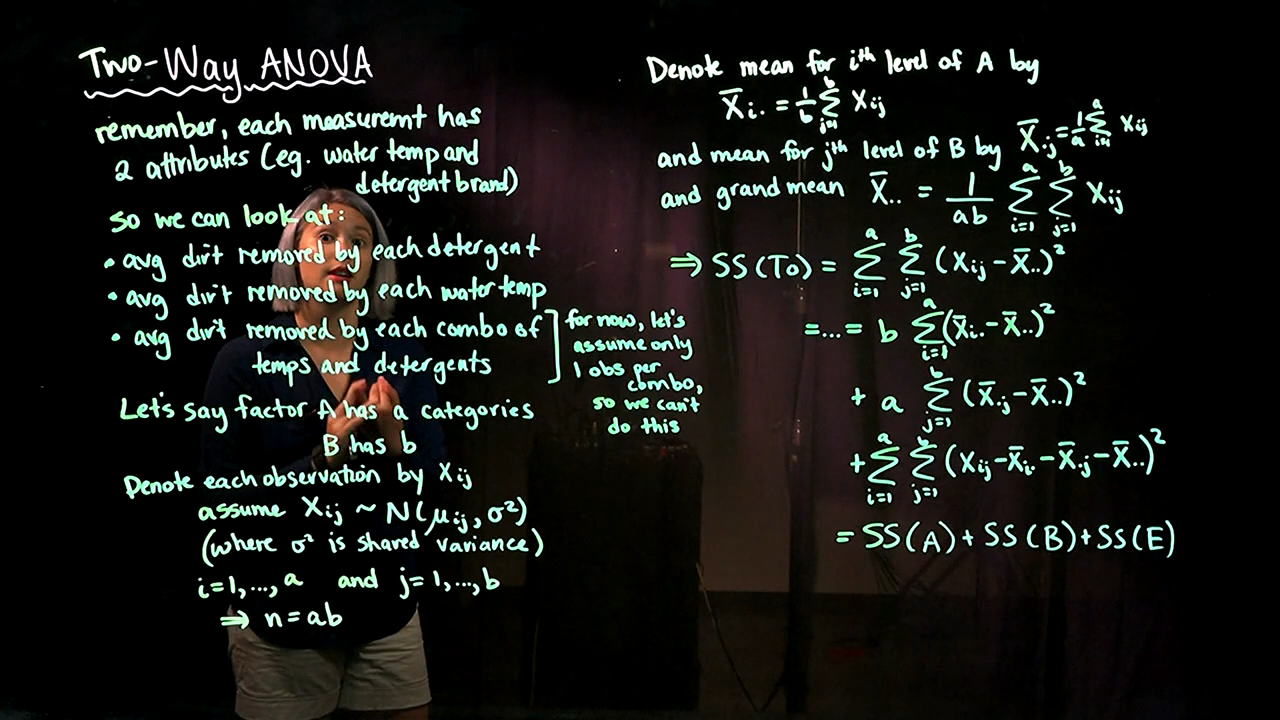 Two-Way ANOVA
remember, each measuremt has
2 attributes (eg. water temp and
detergent brand)
so we can look at:
• avg dirt removed by each detergent
• avg dirt removed by each water temp
• avg dirt removed by each combo of
temps and detergents
for now, let's
assume only
1 obs per
combo,
so we can't
do this
Let's say factor A has a categories
B has b
Denote each observation by Xij
assume Xij ~ N(μij, σ²)
(where σ² is shared variance)
i=1,...,a and j=1,...,b
⇒ n=ab
Denote mean for iᵗʰ level of A by
X̄i. = 1/b Σ_{j=1}^{b} Xij
and mean for jᵗʰ level of B by X̄.j = 1/a Σ_{i=1}^{a} Xij
and grand mean X̄.. = 1/ab Σ_{i=1}^{a} Σ_{j=1}^{b} Xij
⇒ SS(To) = Σ_{i=1}^{a} Σ_{j=1}^{b} (Xij - X̄..)²
=...= b Σ_{i=1}^{a} (X̄i. - X̄..)²
+ a Σ_{j=1}^{b} (X̄.j - X̄..)²
+ Σ_{i=1}^{a} Σ_{j=1}^{b} (Xij - X̄i. - X̄.j - X̄..)²
= SS(A) + SS(B) + SS(E)